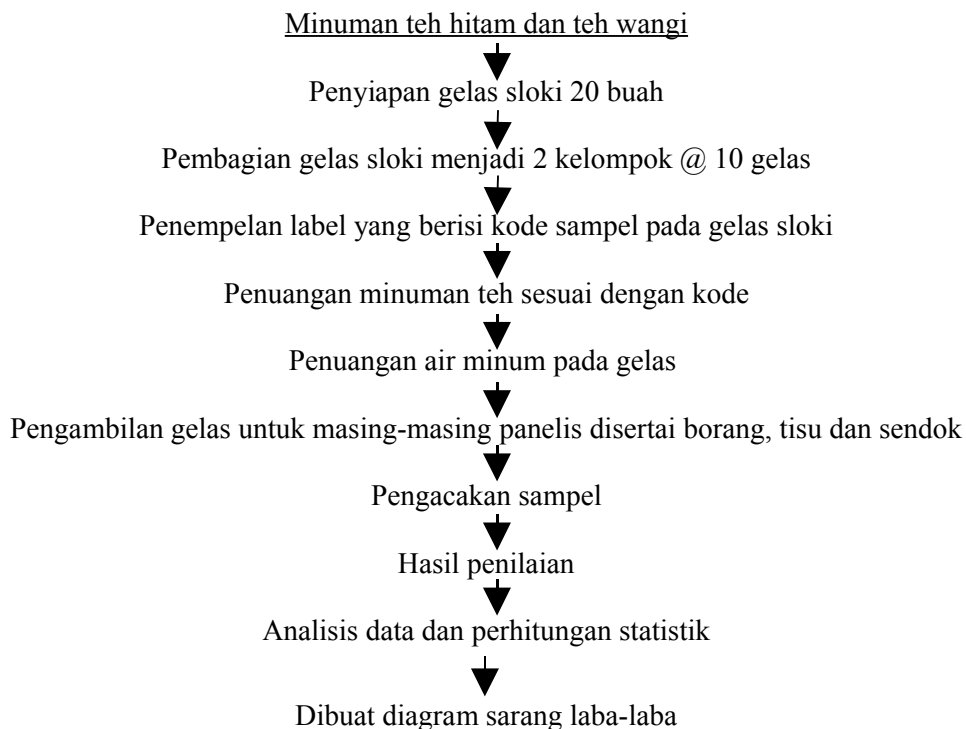 Minuman teh hitam dan teh wangi
Penyiapan gelas sloki 20 buah
Pembagian gelas sloki menjadi 2 kelompok @ 10 gelas
Penempelan label yang berisi kode sampel pada gelas sloki
Penuangan minuman teh sesuai dengan kode
Penuangan air minum pada gelas
Pengambilan gelas untuk masing-masing panelis disertai borang, tisu dan sendok
Pengacakan sampel
Hasil penilaian
Analisis data dan perhitungan statistik
Dibuat diagram sarang laba-laba